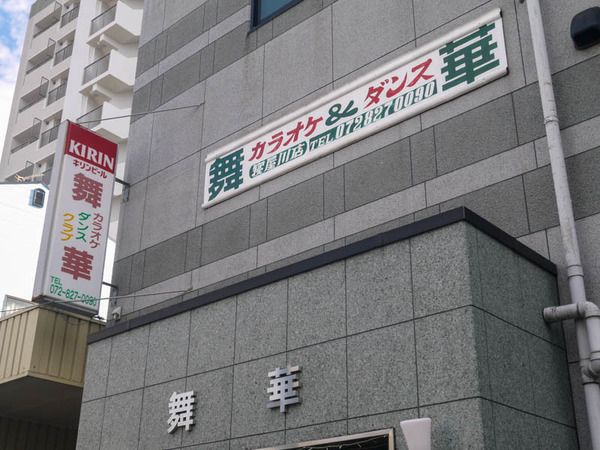 KIRIN
キリンビール
舞
カラオケ
ダンス
クラブ
華
TEL
072-827-0090
舞 カラオケ & ダンス 華
寝屋川店 TEL 072 827 0090
舞 華